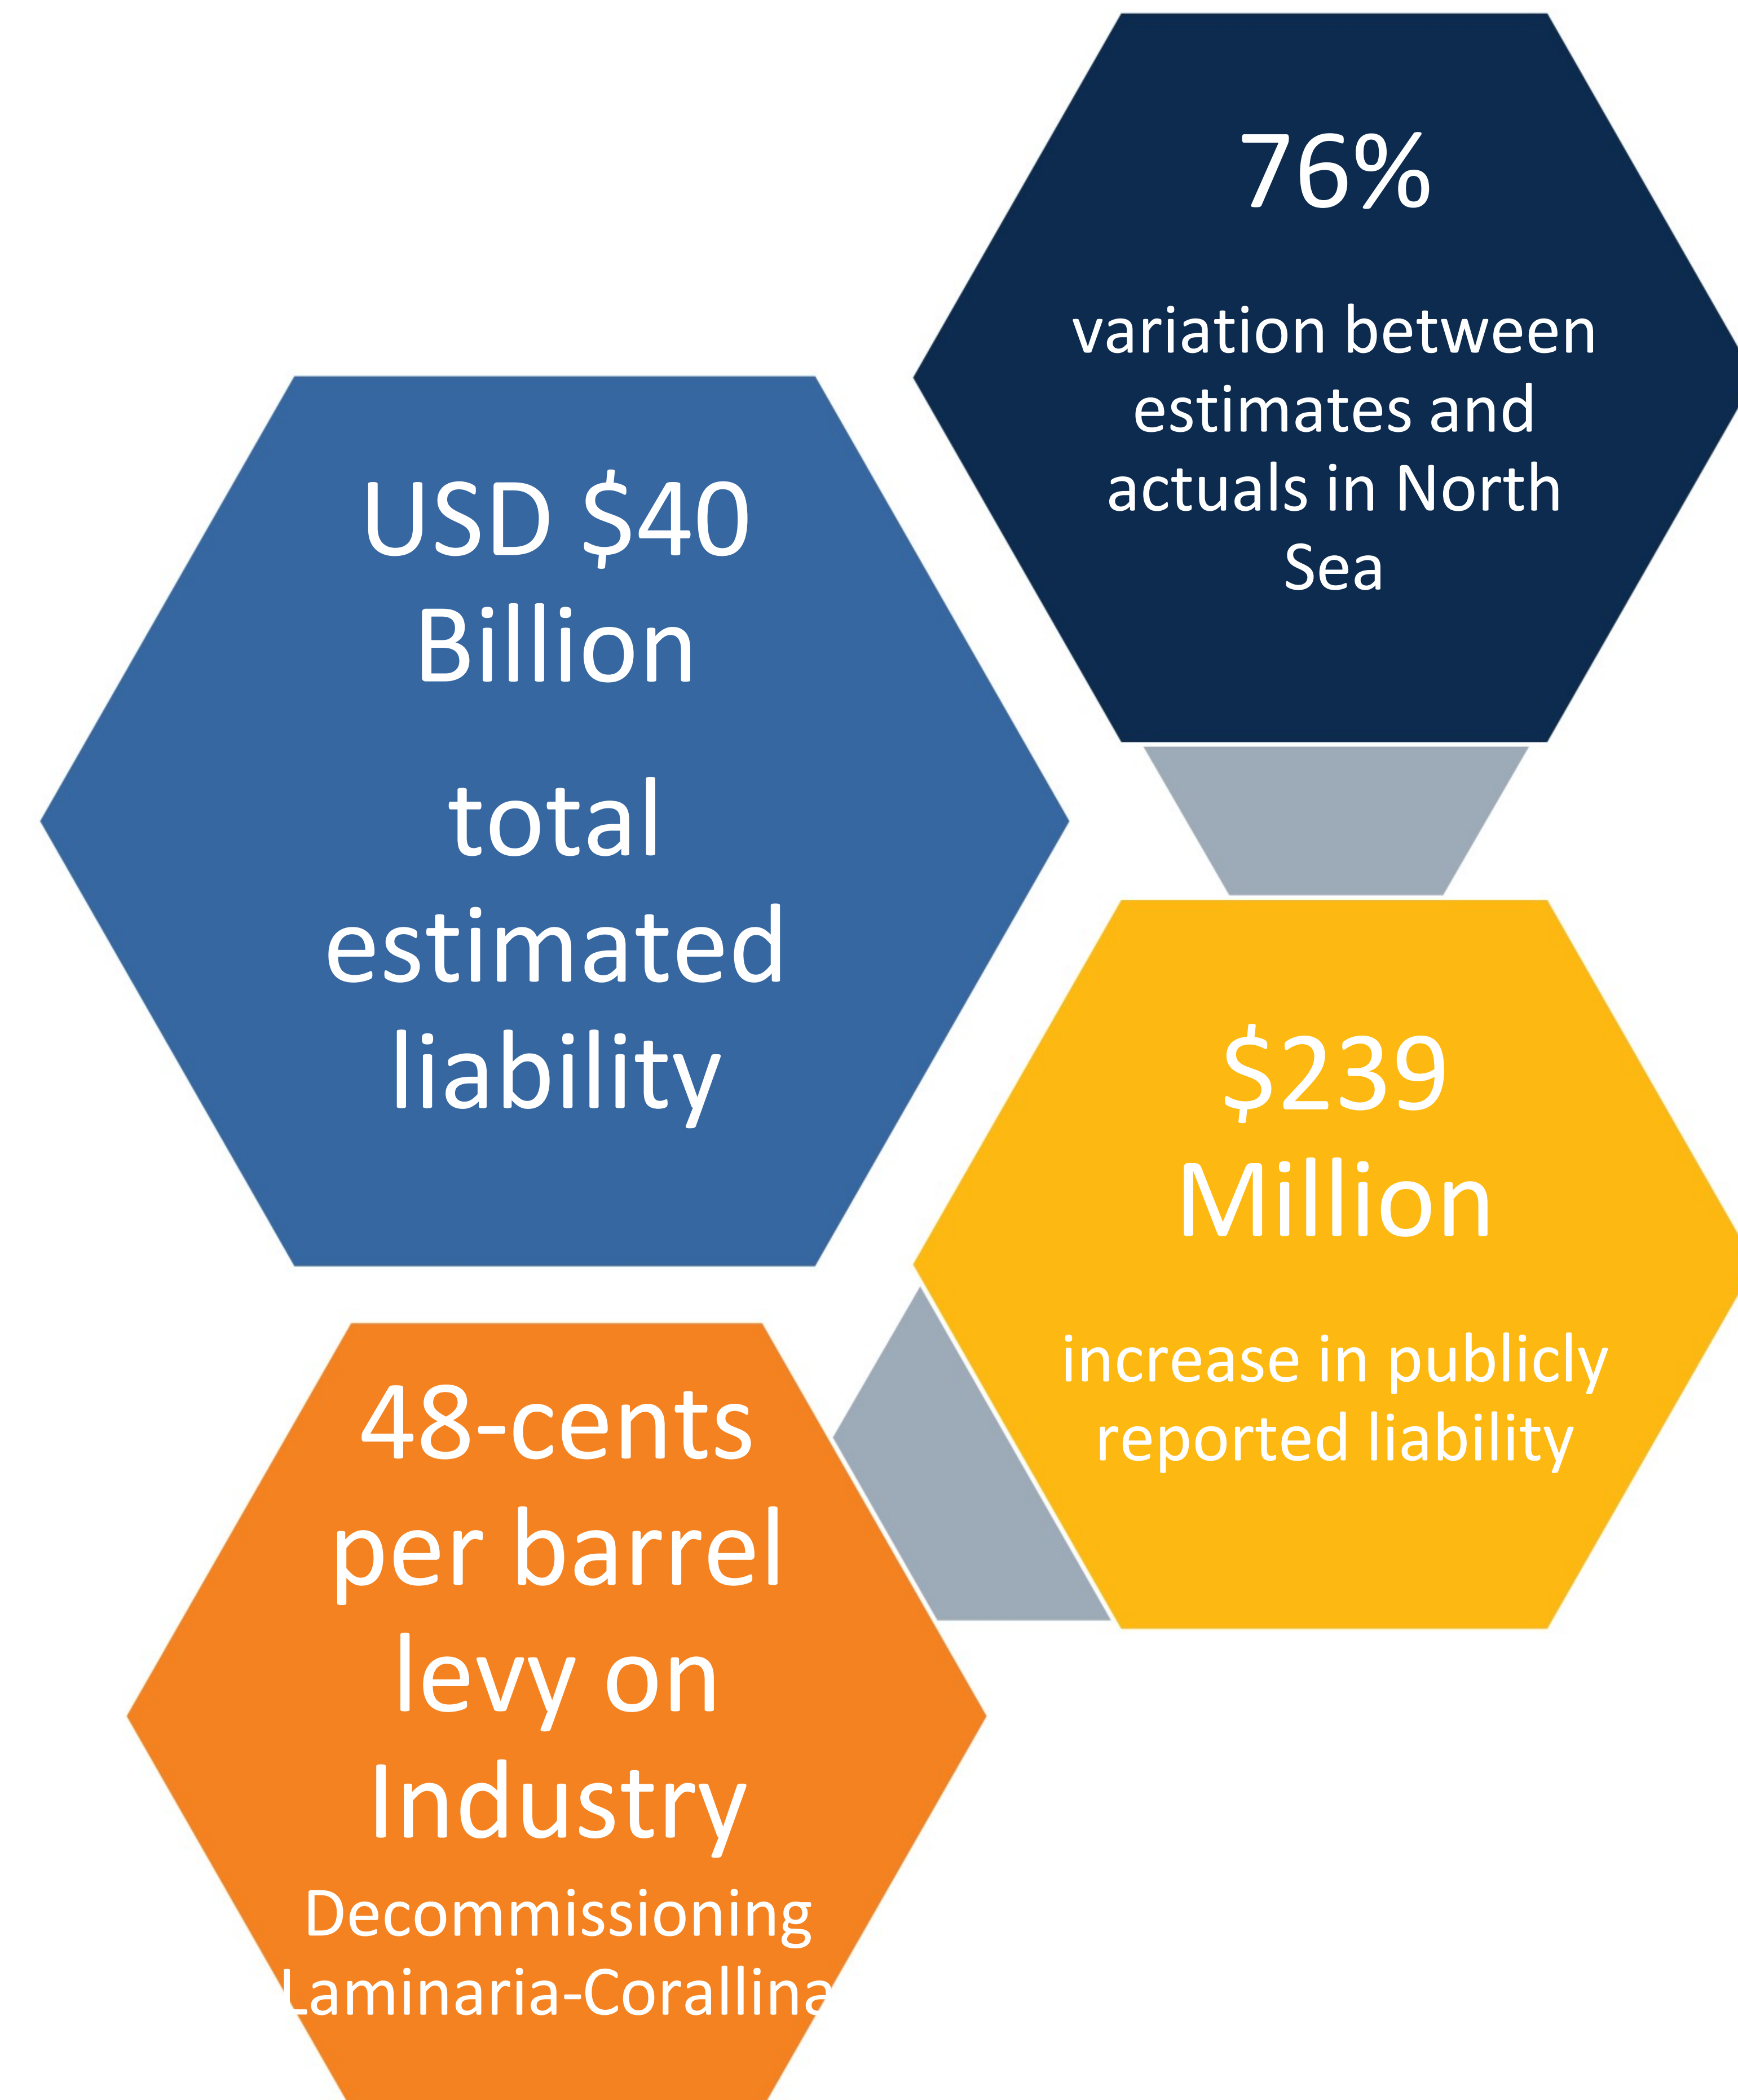 76%
variation between
estimates and
actuals in North
Sea
USD $40
Billion
total
estimated
liability
$239
Million
increase in publicly
reported liability
48-cents
per barrel
levy on
Industry
Decommissioning
Laminaria-Corallina